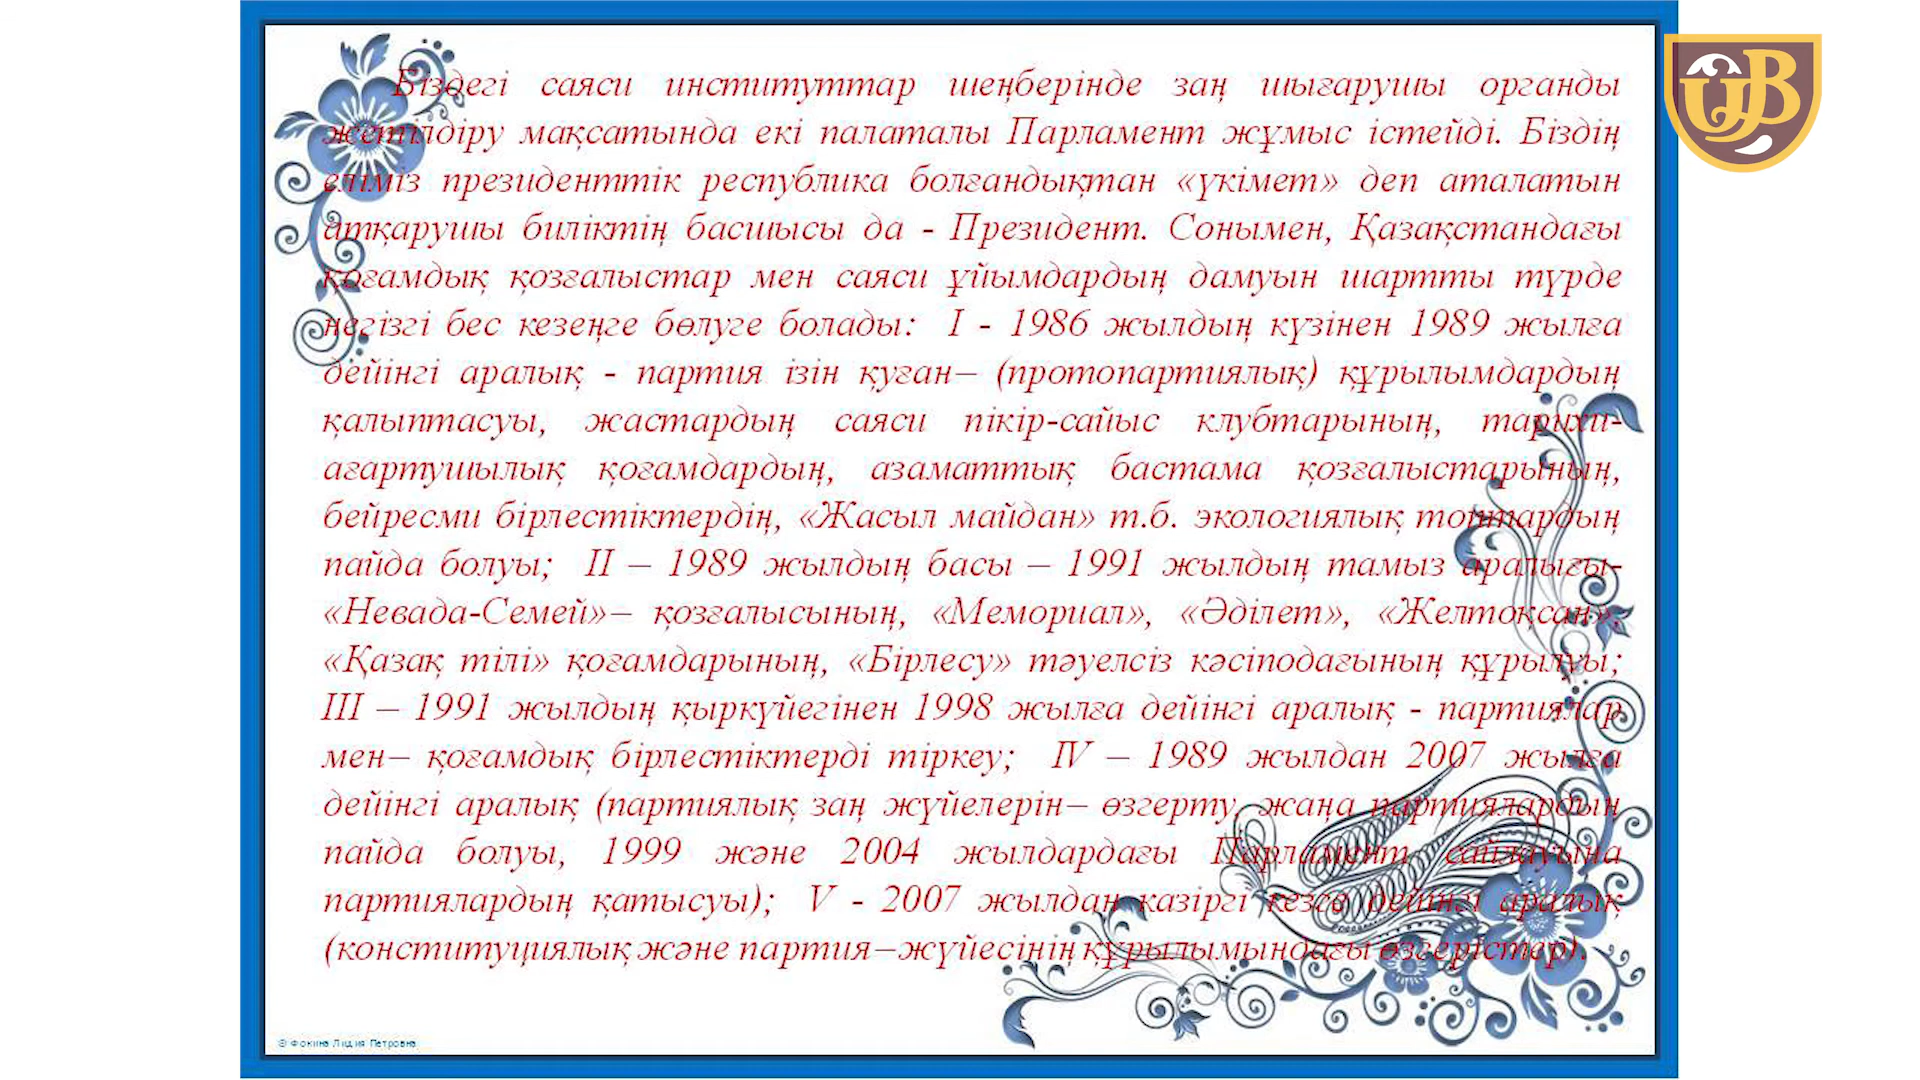 Біздегі саяси институттар шеңберінде заң шығарушы органды
жетілдіру мақсатында екі палаталы Парламент жұмыс істейді. Біздің
еліміз президенттік республика болғандықтан «үкімет» деп аталатын
атқарушы биліктің басшысы да - Президент. Сонымен, Қазақстандағы
қоғамдық қозғалыстар мен саяси ұйымдардың дамуын шартты түрде
негізгі бес кезеңге бөлуге болады: I - 1986 жылдың күзінен 1989 жылға
дейінгі аралық - партия ізін қуған– (протопартиялық) құрылымдардың
қалыптасуы, жастардың саяси пікір-сайыс клубтарының, тарихи-
ағартушылық қоғамдардың, азаматтық бастама қозғалыстарының,
бейресми бірлестіктердің, «Жасыл майдан» т.б. экологиялық топтардың
пайда болуы; II – 1989 жылдың басы – 1991 жылдың тамыз аралығы-
«Невада-Семей»– қозғалысының, «Мемориал», «Әділет», «Желтоқсан»,
«Қазақ тілі» қоғамдарының, «Бірлесу» тәуелсіз кәсіподағының құрылуы;
III – 1991 жылдың қыркүйегінен 1998 жылға дейінгі аралық - партиялар
мен– қоғамдық бірлестіктерді тіркеу; IV – 1989 жылдан 2007 жылға
дейінгі аралық (партиялық заң жүйелерін– өзгерту, жаңа партиялардың
пайда болуы, 1999 және 2004 жылдардағы Парламент сайлауына
партиялардың қатысуы); V - 2007 жылдан қазіргі кезге дейінгі аралық
(конституциялық және партия–жүйесінің құрылымындағы өзгерістер).
© Фокина Лидия Петровна